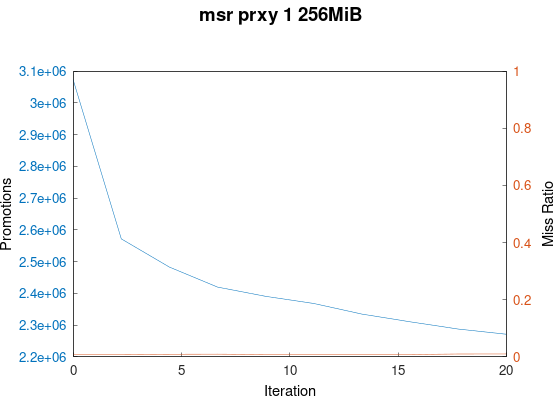 msr prxy 1 256MiB
3.1e+06
3e+06
2.9e+06
2.8e+06
2.7e+06
2.6e+06
2.5e+06
2.4e+06
2.3e+06
2.2e+06
Promotions
1
0.8
0.6
0.4
0.2
0
Miss Ratio
0
5
10
15
20
Iteration